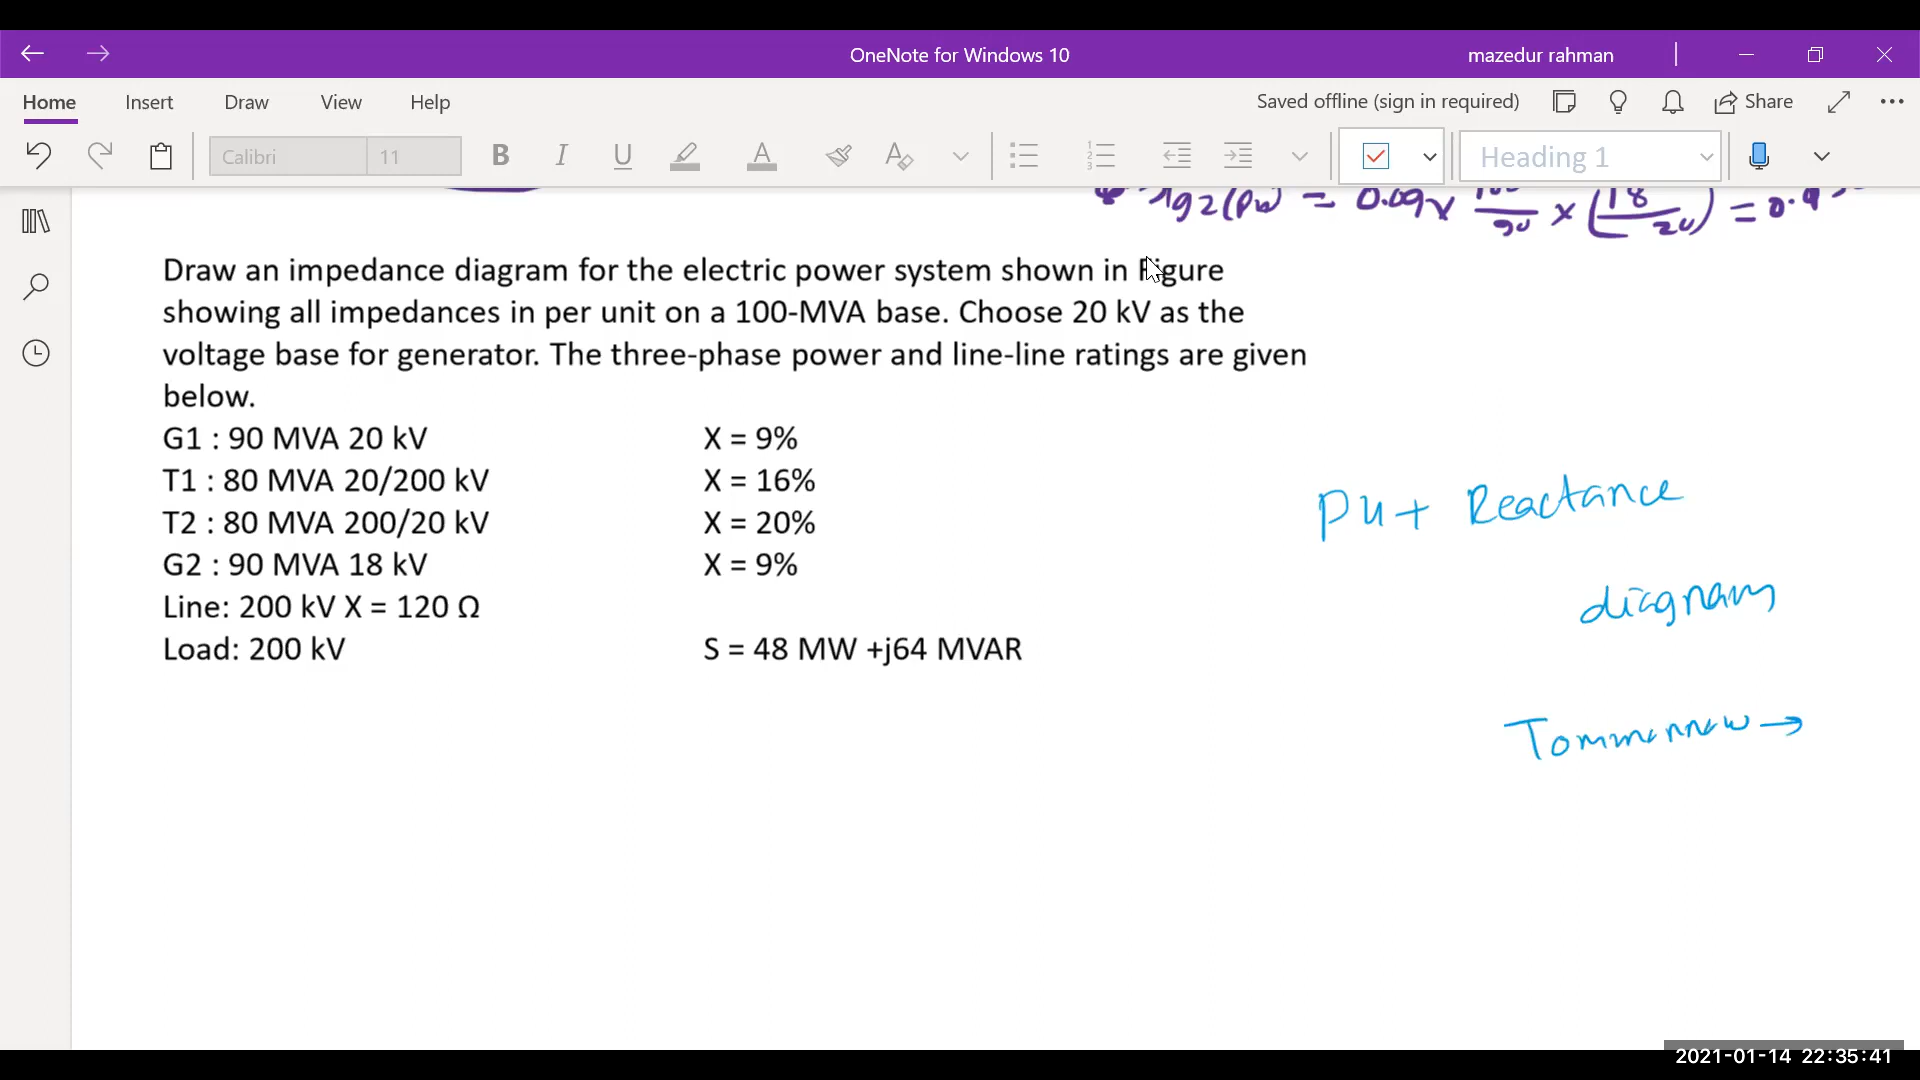 OneNote for Windows 10
mazedur rahman
Home Insert Draw View Help
Saved offline (sign in required)
Share
Calibri 11 B I U A A
Heading 1
= 0.09 x
Draw an impedance diagram for the electric power system shown in Figure
showing all impedances in per unit on a 100-MVA base. Choose 20 kV as the
voltage base for generator. The three-phase power and line-line ratings are given
below.
G1 : 90 MVA 20 kV X = 9%
T1 : 80 MVA 20/200 kV X = 16%
T2 : 80 MVA 200/20 kV X = 20%
G2 : 90 MVA 18 kV X = 9%
Line: 200 kV X = 120 Ω
Load: 200 kV S = 48 MW +j64 MVAR
PU + Reactance
diagram
Tommorrow →
2021-01-14 22:35:41